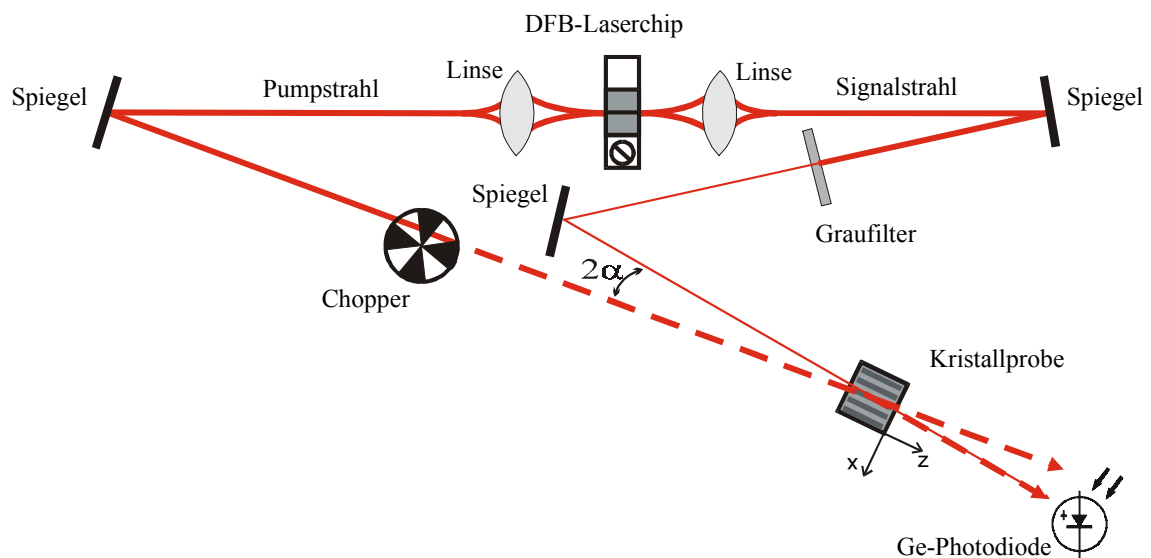 DFB-Laserchip
Linse
Linse
Spiegel
Pumpstrahl
Signalstrahl
Spiegel
Spiegel
Graufilter
2α
Chopper
Kristallprobe
x
z
+
Ge-Photodiode